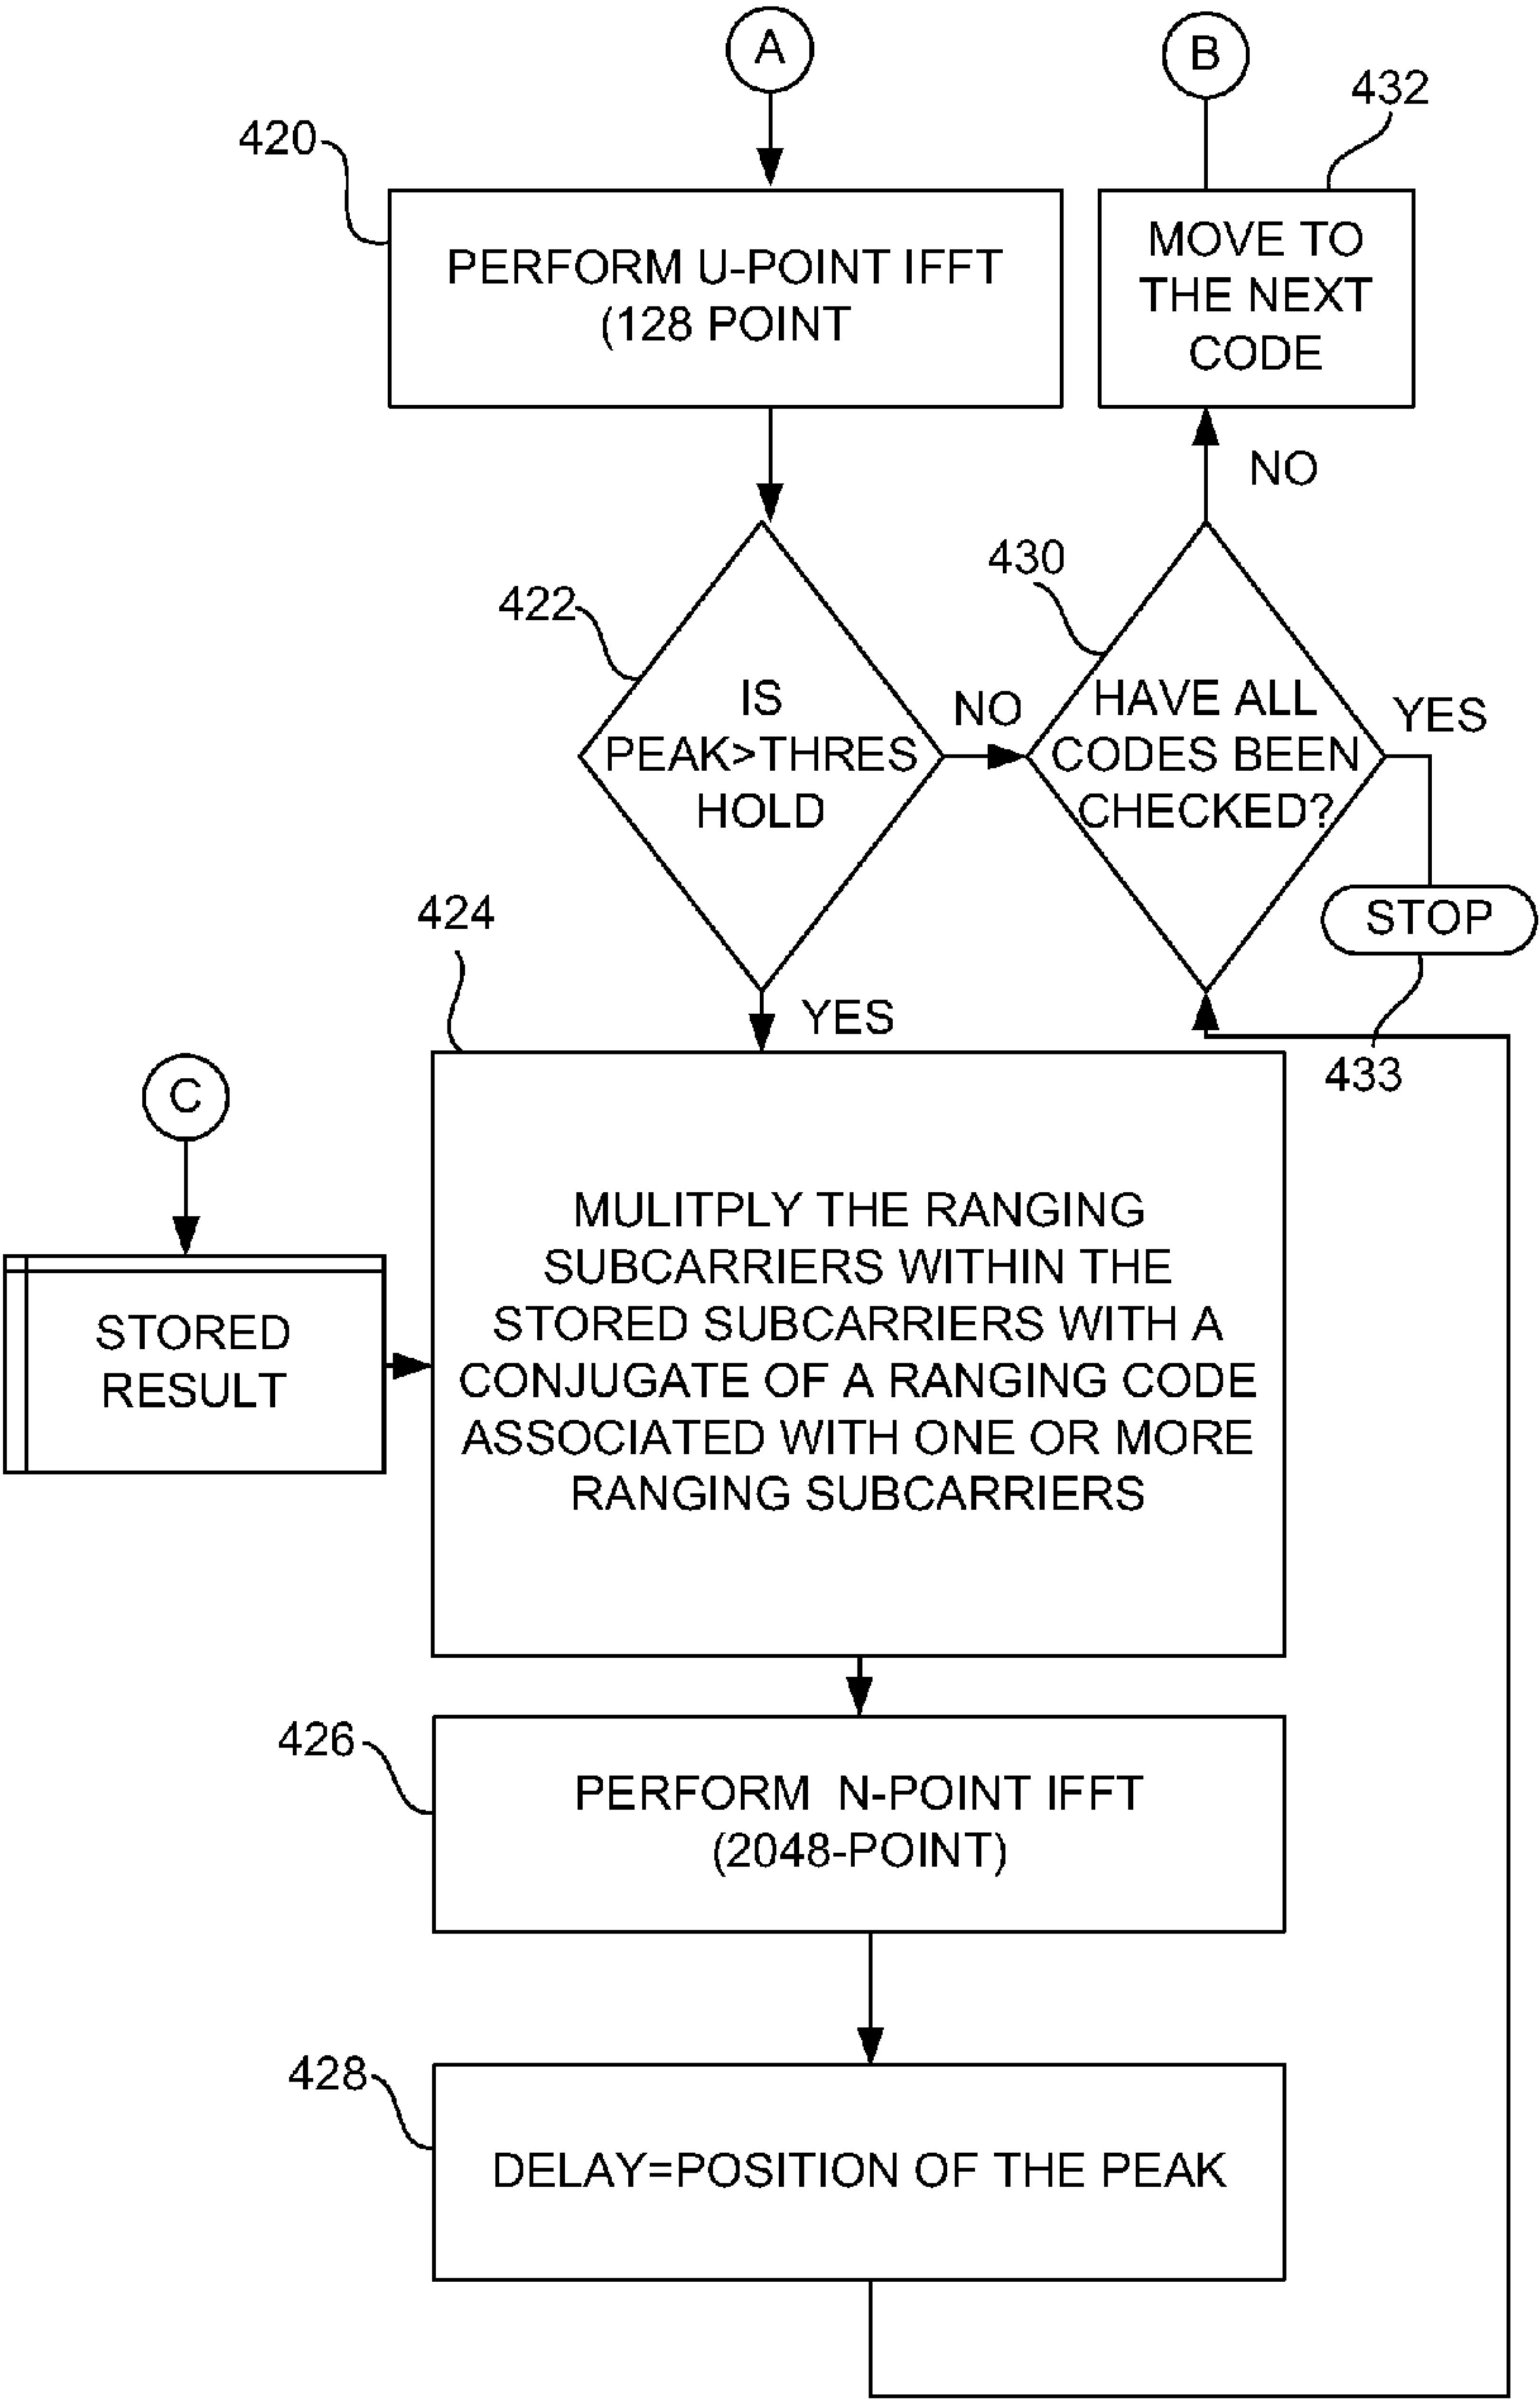 A
B
432
420
PERFORM U-POINT IFFT
(128 POINT
MOVE TO
THE NEXT
CODE
NO
430
422
IS
PEAK>THRES
HOLD
NO
HAVE ALL
CODES BEEN
CHECKED?
YES
STOP
433
424
YES
C
STORED
RESULT
MULITPLY THE RANGING
SUBCARRIERS WITHIN THE
STORED SUBCARRIERS WITH A
CONJUGATE OF A RANGING CODE
ASSOCIATED WITH ONE OR MORE
RANGING SUBCARRIERS
426
PERFORM N-POINT IFFT
(2048-POINT)
428
DELAY=POSITION OF THE PEAK